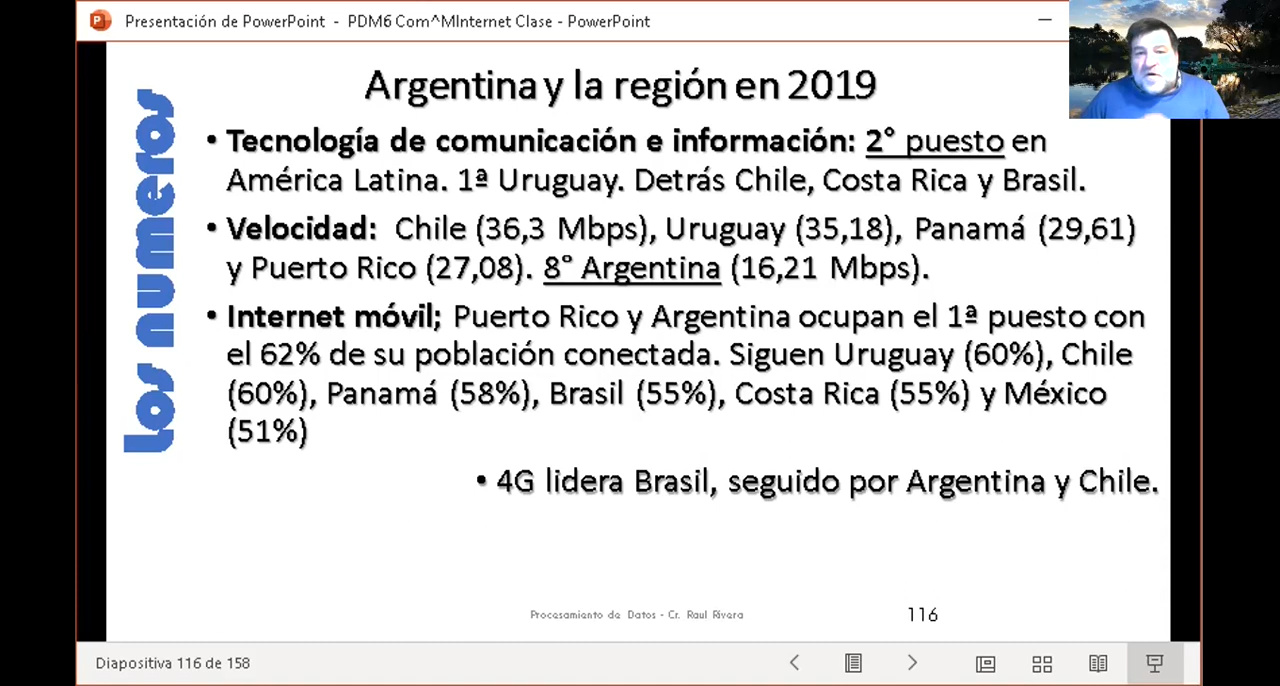 Presentación de PowerPoint - PDM6 Com^MInternet Clase - PowerPoint
Argentina y la región en 2019
Los numeros
• Tecnología de comunicación e información: 2° puesto en
América Latina. 1ª Uruguay. Detrás Chile, Costa Rica y Brasil.
• Velocidad: Chile (36,3 Mbps), Uruguay (35,18), Panamá (29,61)
y Puerto Rico (27,08). 8° Argentina (16,21 Mbps).
• Internet móvil; Puerto Rico y Argentina ocupan el 1ª puesto con
el 62% de su población conectada. Siguen Uruguay (60%), Chile
(60%), Panamá (58%), Brasil (55%), Costa Rica (55%) y México
(51%)
• 4G lidera Brasil, seguido por Argentina y Chile.
Procesamiento de Datos - Cr. Raul Rivera
116
Diapositiva 116 de 158